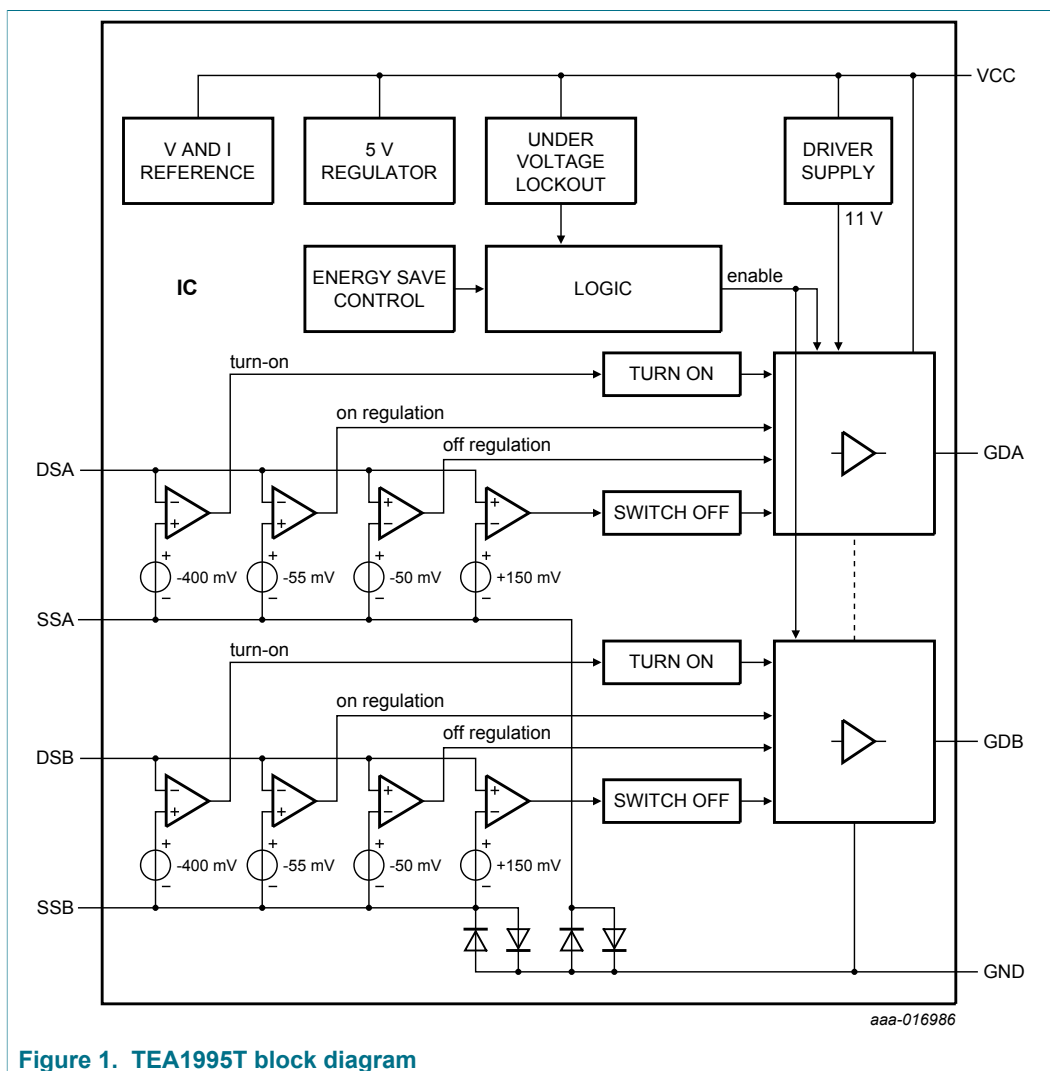 VCC
V AND I
REFERENCE
5 V
REGULATOR
UNDER
VOLTAGE
LOCKOUT
DRIVER
SUPPLY
11 V
IC
ENERGY SAVE
CONTROL
LOGIC
enable
turn-on
TURN ON
on regulation
off regulation
DSA
GDA
− + − + + − + −
SWITCH OFF
+ + + +
-400 mV -55 mV -50 mV +150 mV
− − − −
SSA
turn-on
TURN ON
on regulation
off regulation
DSB
GDB
− + − + + − + −
SWITCH OFF
+ + + +
-400 mV -55 mV -50 mV +150 mV
− − − −
SSB
GND
aaa-016986
Figure 1. TEA1995T block diagram